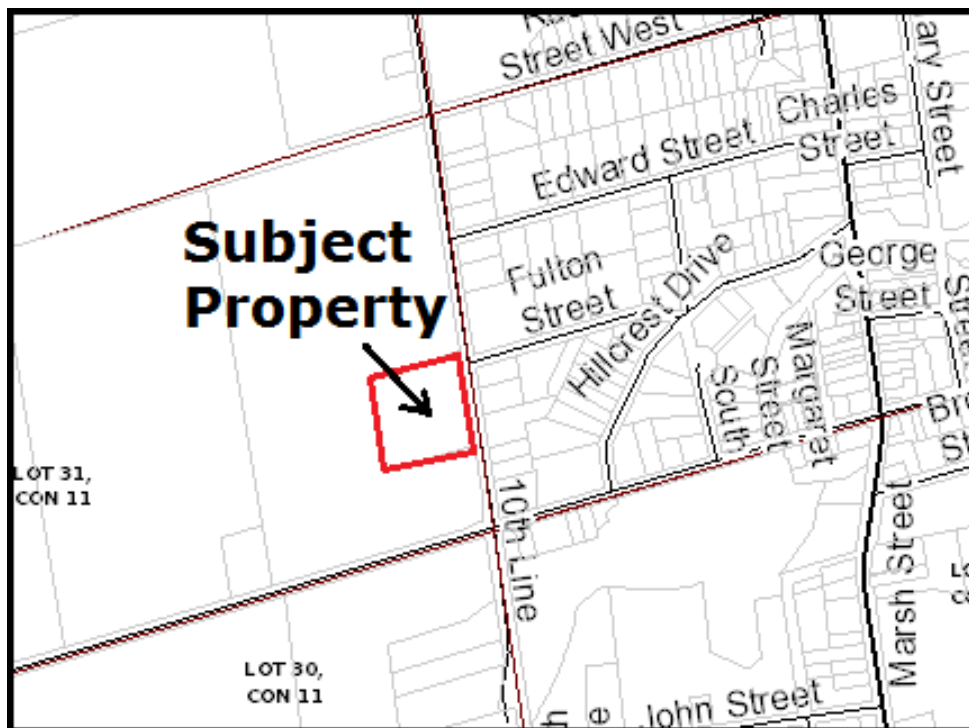 Street West
Charles
Street
Edward Street
Subject
Property
Fulton
Street
Hillcrest Drive
George
Street
Margaret
Street
South
LOT 31,
CON 11
10th Line
Marsh Street
LOT 30,
CON 11
John Street